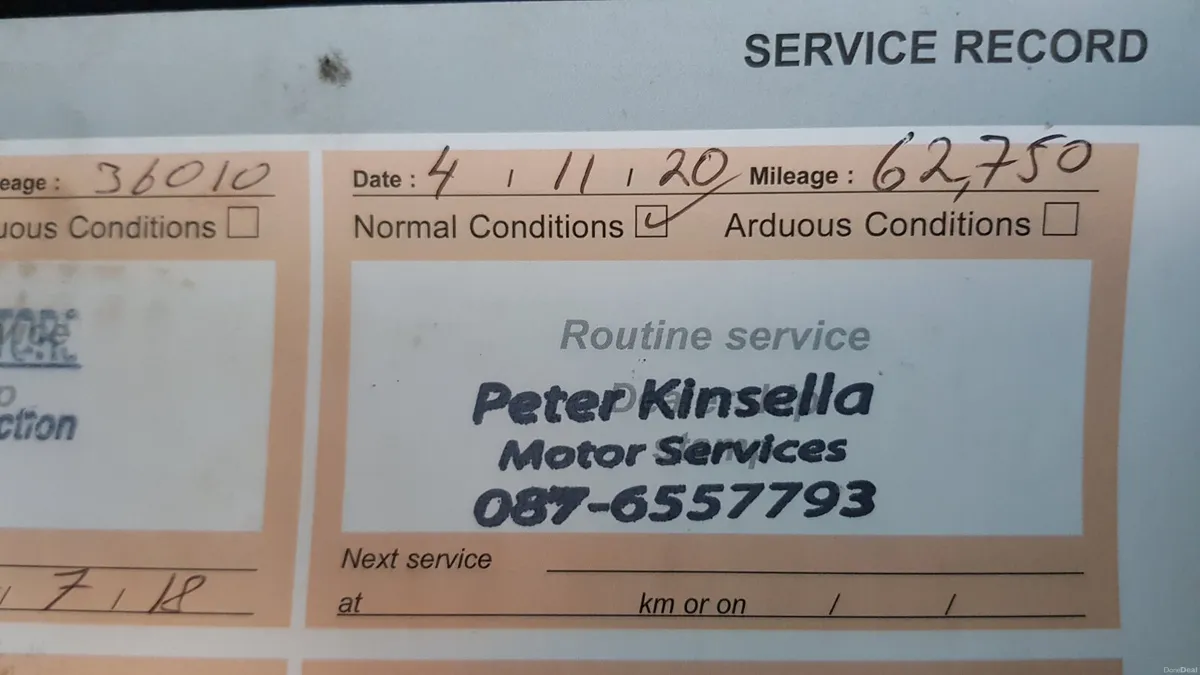 SERVICE RECORD
eage : 36010
uous Conditions
ction
7 / 18
Date : 4 / 11 / 20 Mileage : 62,750
Normal Conditions ✓ Arduous Conditions
Routine service
Peter Kinsella
Motor Services
087-6557793
Next service
at km or on / /
DoneDeal